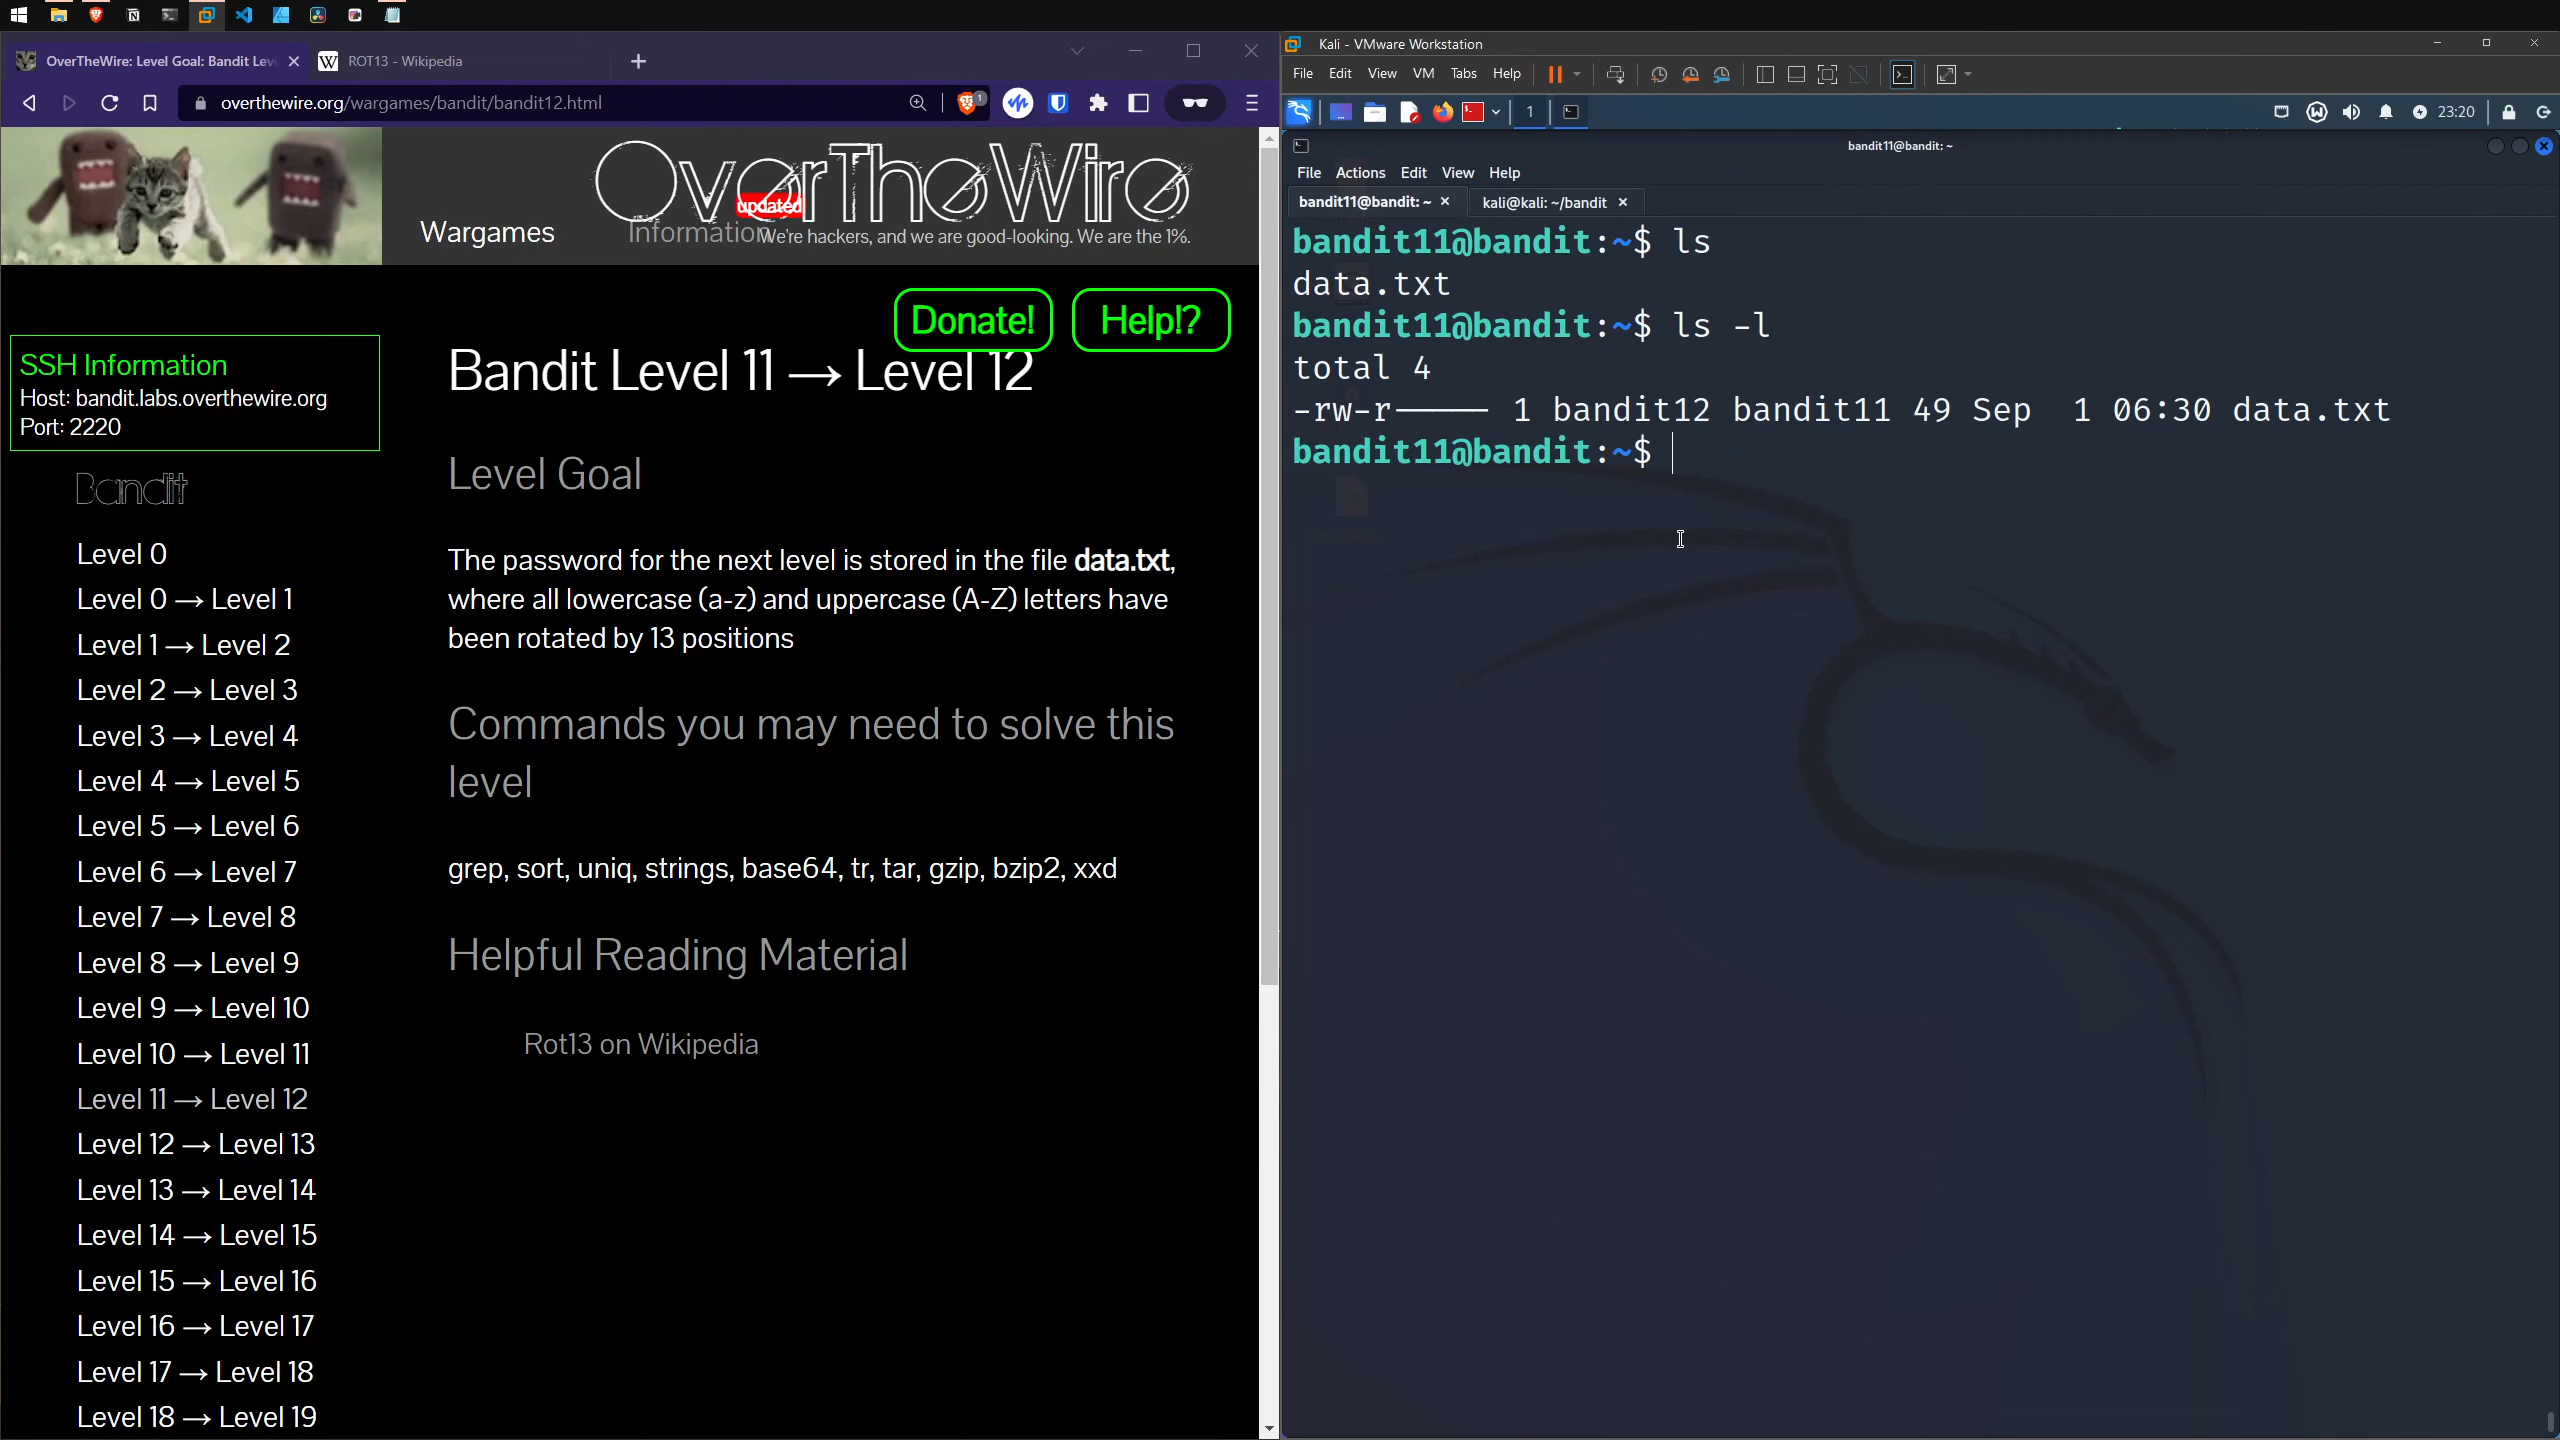 OverTheWire: Level Goal: Bandit Lev
ROT13 - Wikipedia
overthewire.org/wargames/bandit/bandit12.html
1
OverTheWire
updated
Wargames
Information
We're hackers, and we are good-looking. We are the 1%.
Donate!
Help!?
SSH Information
Host: bandit.labs.overthewire.org
Port: 2220
Bandit
Level 0
Level 0 → Level 1
Level 1 → Level 2
Level 2 → Level 3
Level 3 → Level 4
Level 4 → Level 5
Level 5 → Level 6
Level 6 → Level 7
Level 7 → Level 8
Level 8 → Level 9
Level 9 → Level 10
Level 10 → Level 11
Level 11 → Level 12
Level 12 → Level 13
Level 13 → Level 14
Level 14 → Level 15
Level 15 → Level 16
Level 16 → Level 17
Level 17 → Level 18
Level 18 → Level 19
Bandit Level 11 → Level 12
Level Goal
The password for the next level is stored in the file data.txt,
where all lowercase (a-z) and uppercase (A-Z) letters have
been rotated by 13 positions
Commands you may need to solve this
level
grep, sort, uniq, strings, base64, tr, tar, gzip, bzip2, xxd
Helpful Reading Material
Rot13 on Wikipedia
Kali - VMware Workstation
File Edit View VM Tabs Help
1
23:20
bandit11@bandit: ~
File Actions Edit View Help
bandit11@bandit: ~
kali@kali: ~/bandit
bandit11@bandit:~$ ls
data.txt
bandit11@bandit:~$ ls -l
total 4
-rw-r----- 1 bandit12 bandit11 49 Sep  1 06:30 data.txt
bandit11@bandit:~$